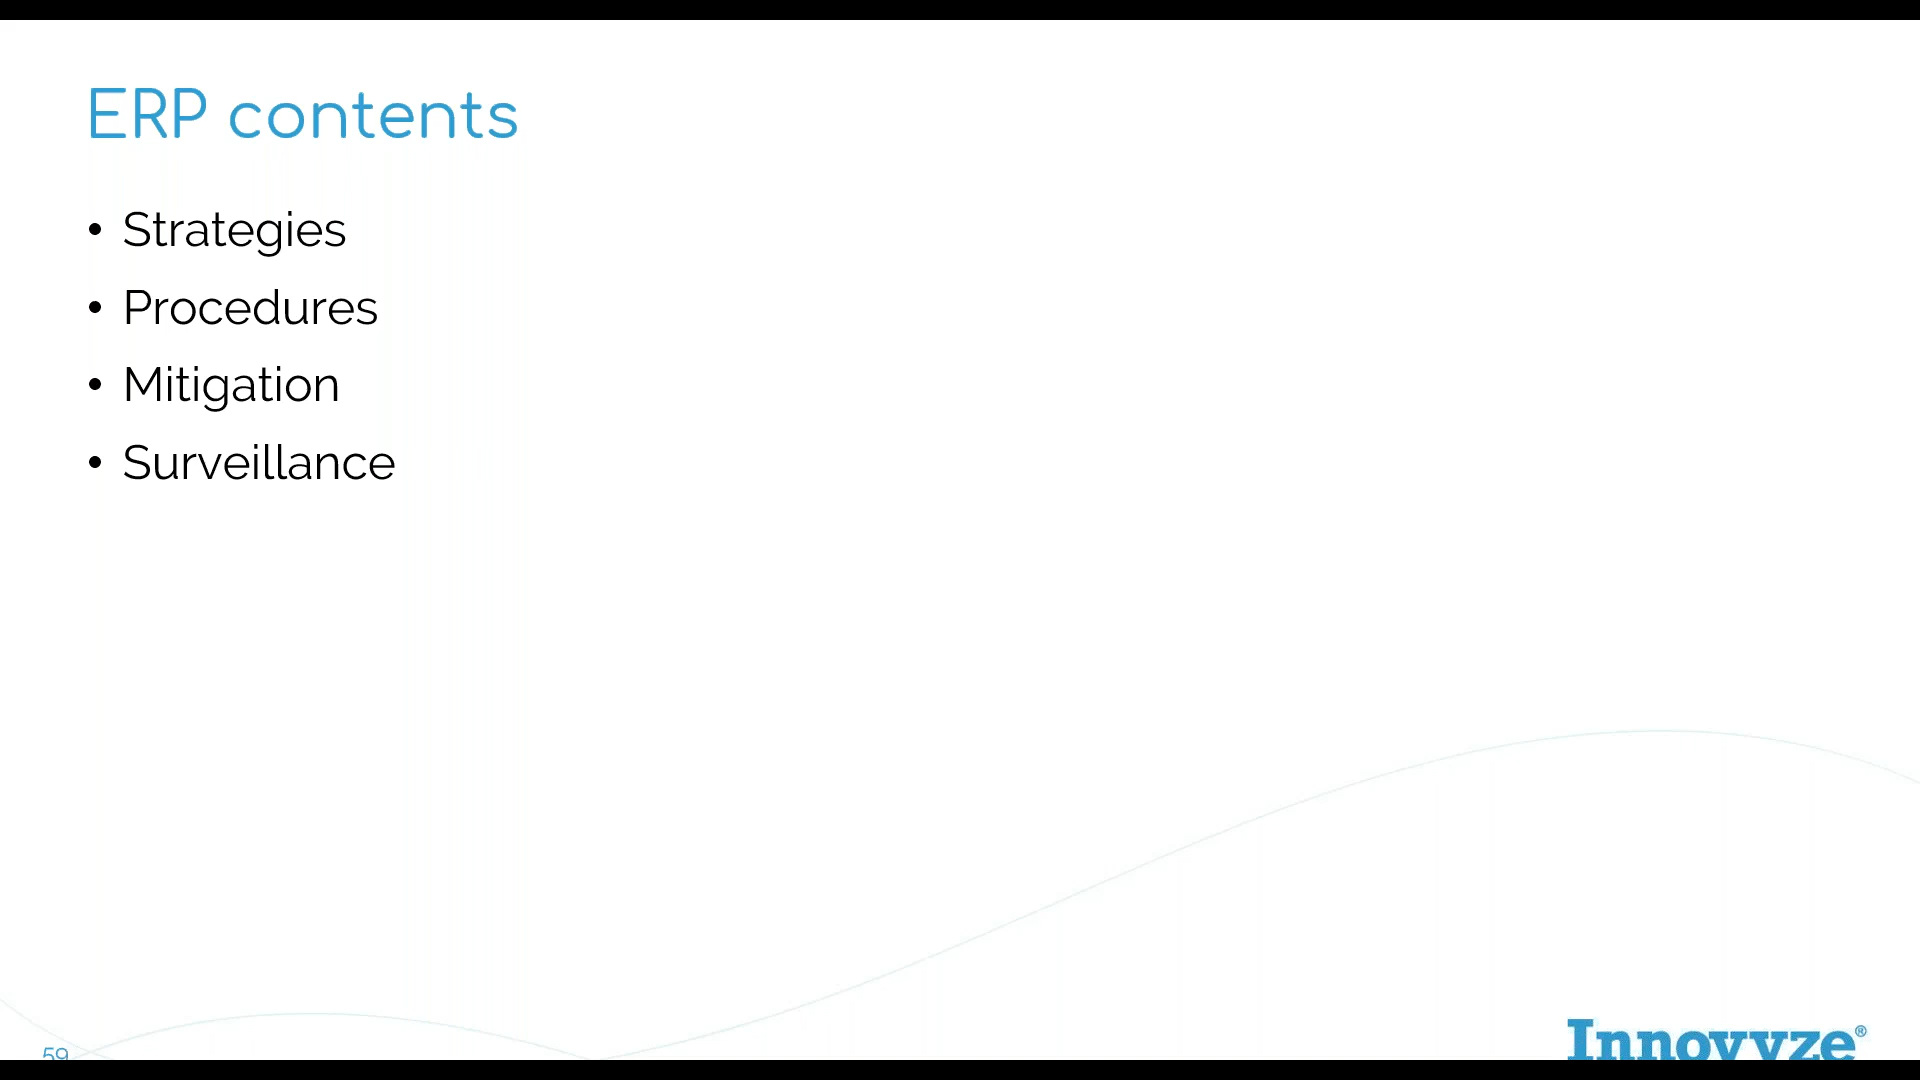 ERP contents
• Strategies
• Procedures
• Mitigation
• Surveillance
59
Innovyze®